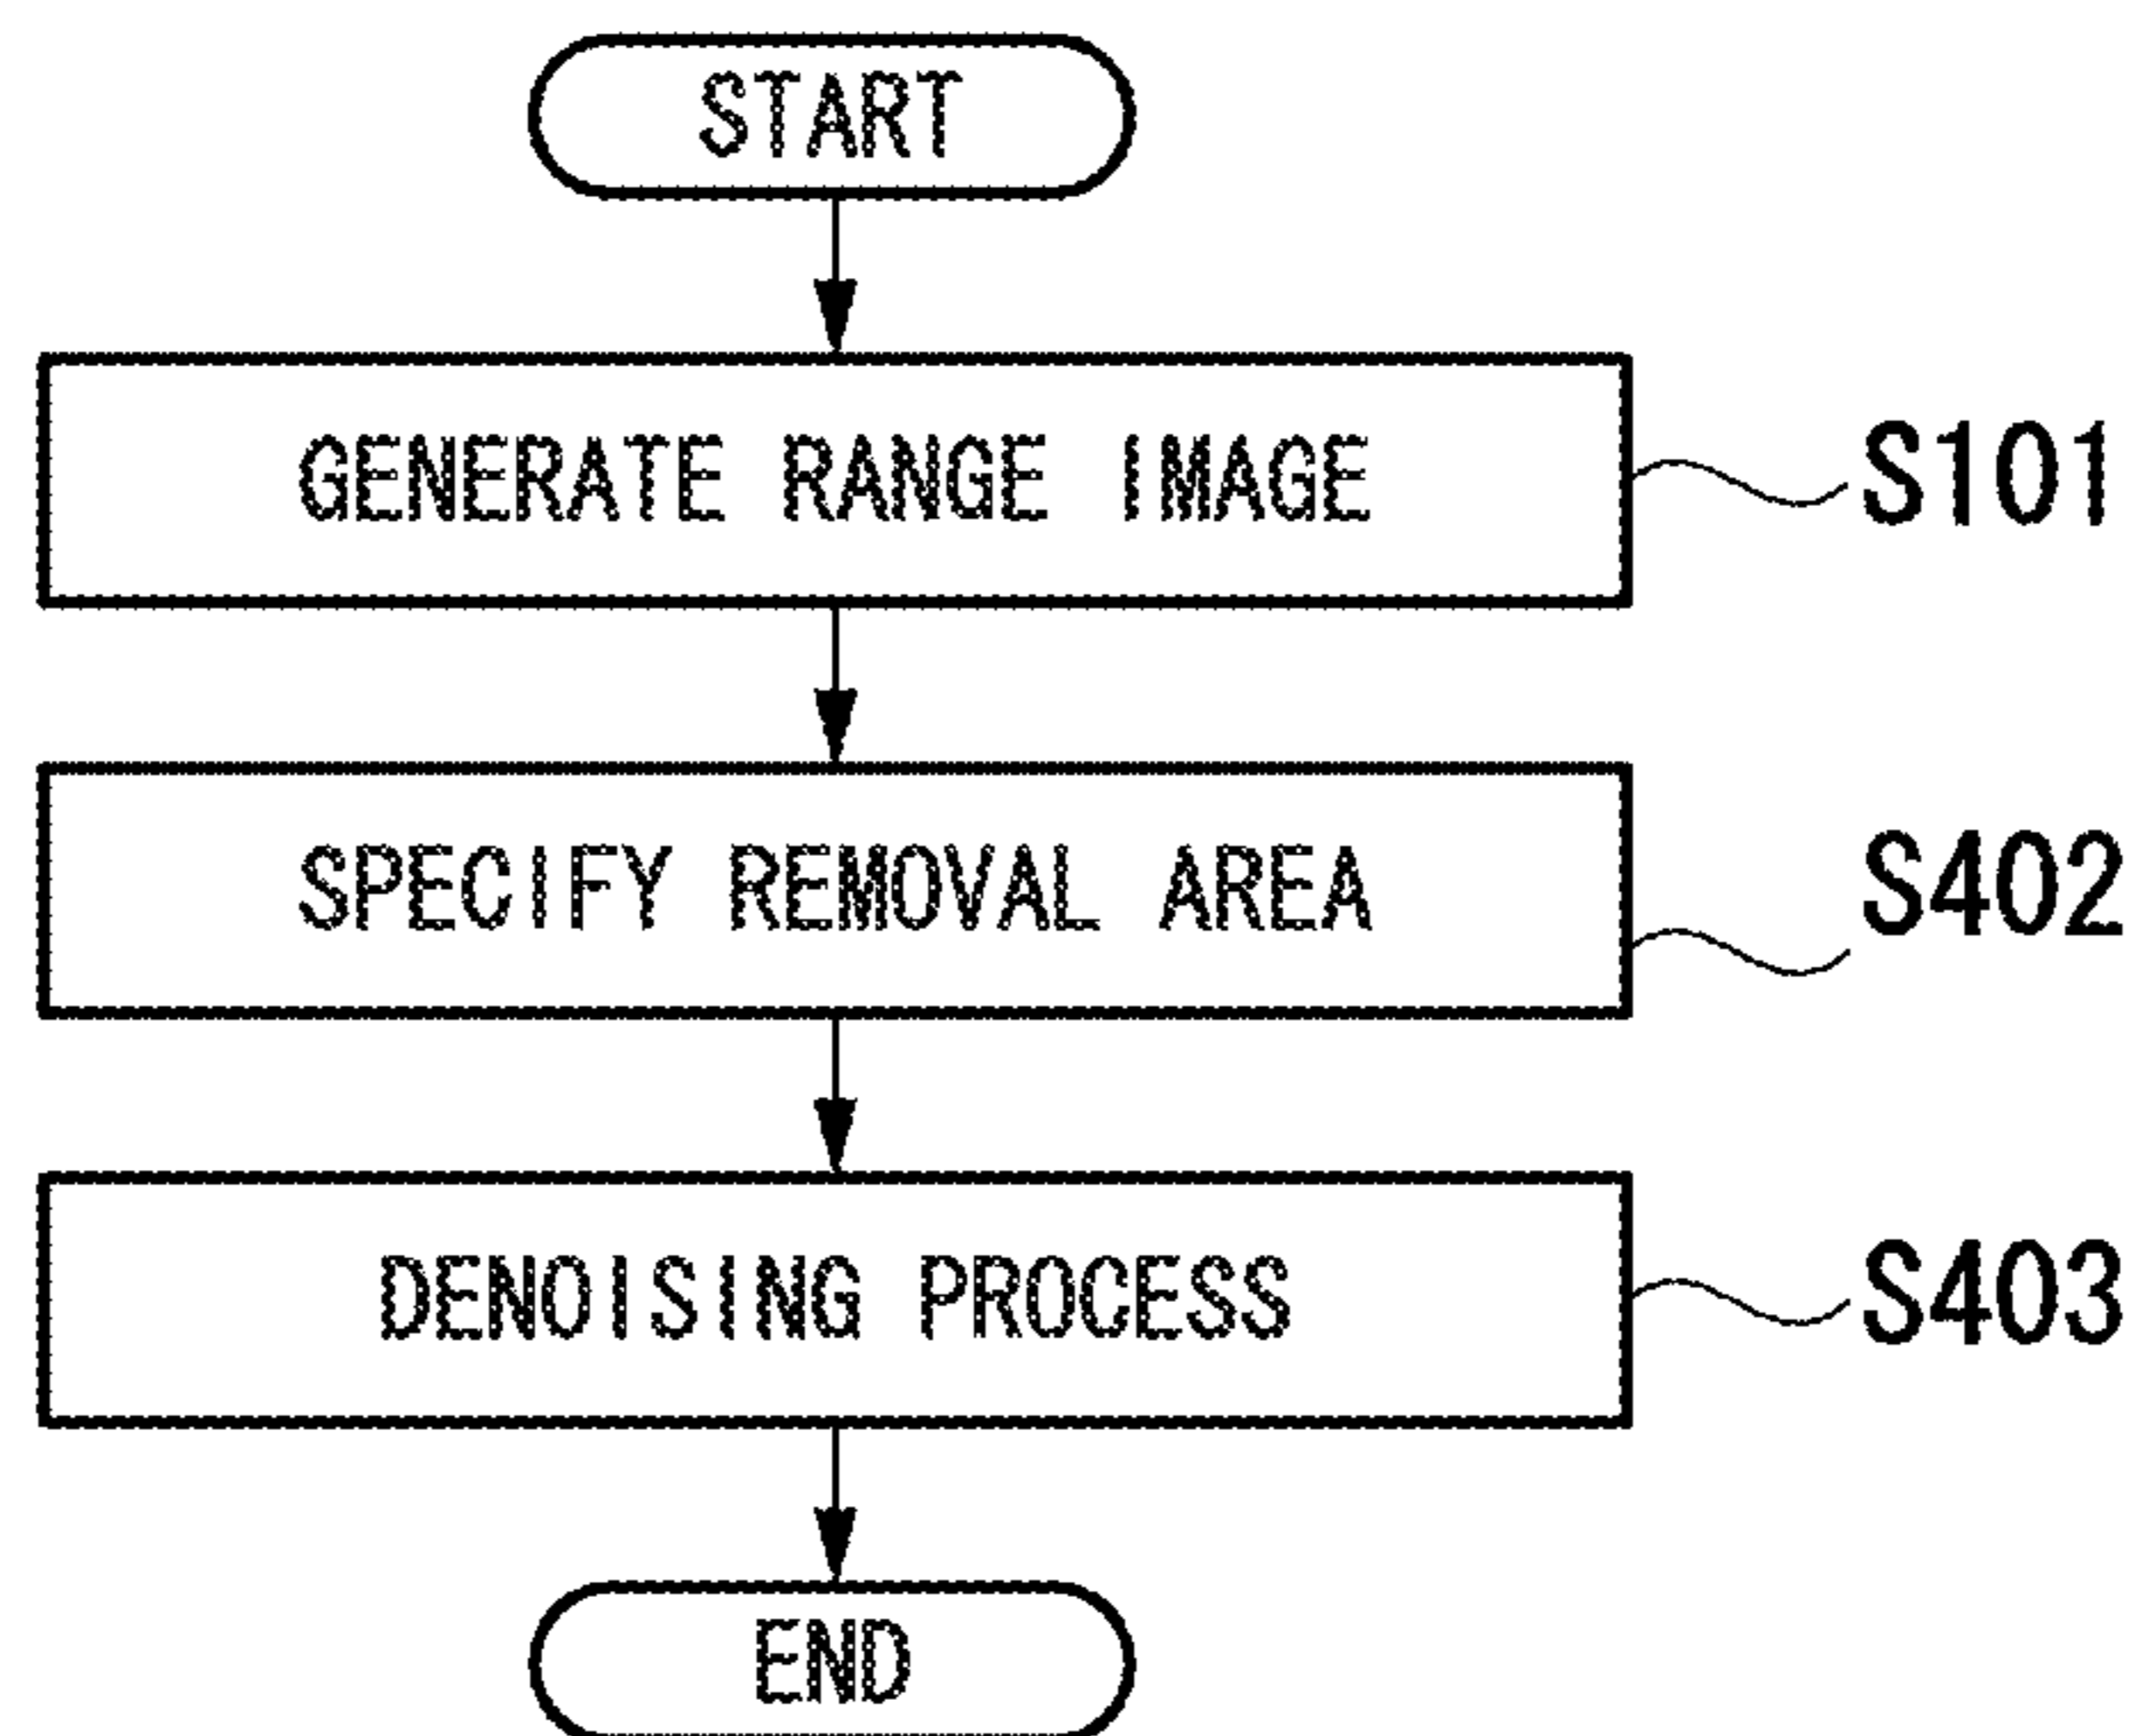 START
GENERATE RANGE IMAGE
S101
SPECIFY REMOVAL AREA
S402
DENOISING PROCESS
S403
END